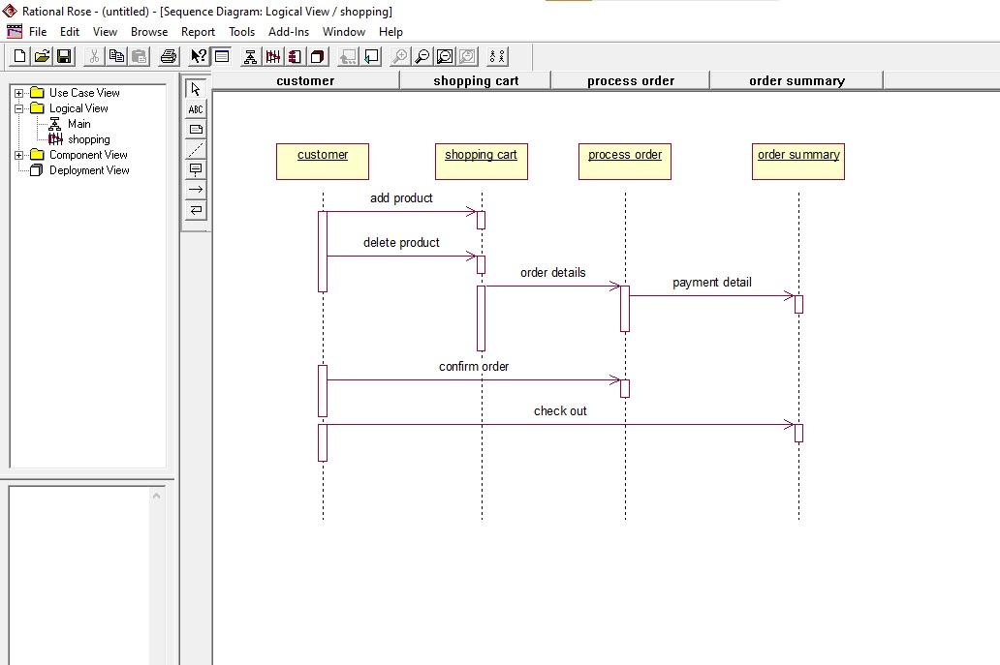 Rational Rose - (untitled) - [Sequence Diagram: Logical View / shopping]
File Edit View Browse Report Tools Add-Ins Window Help
customer shopping cart process order order summary
Use Case View
Logical View
Main
shopping
Component View
Deployment View
ABC
customer shopping cart process order order summary
add product
delete product
order details
payment detail
confirm order
check out